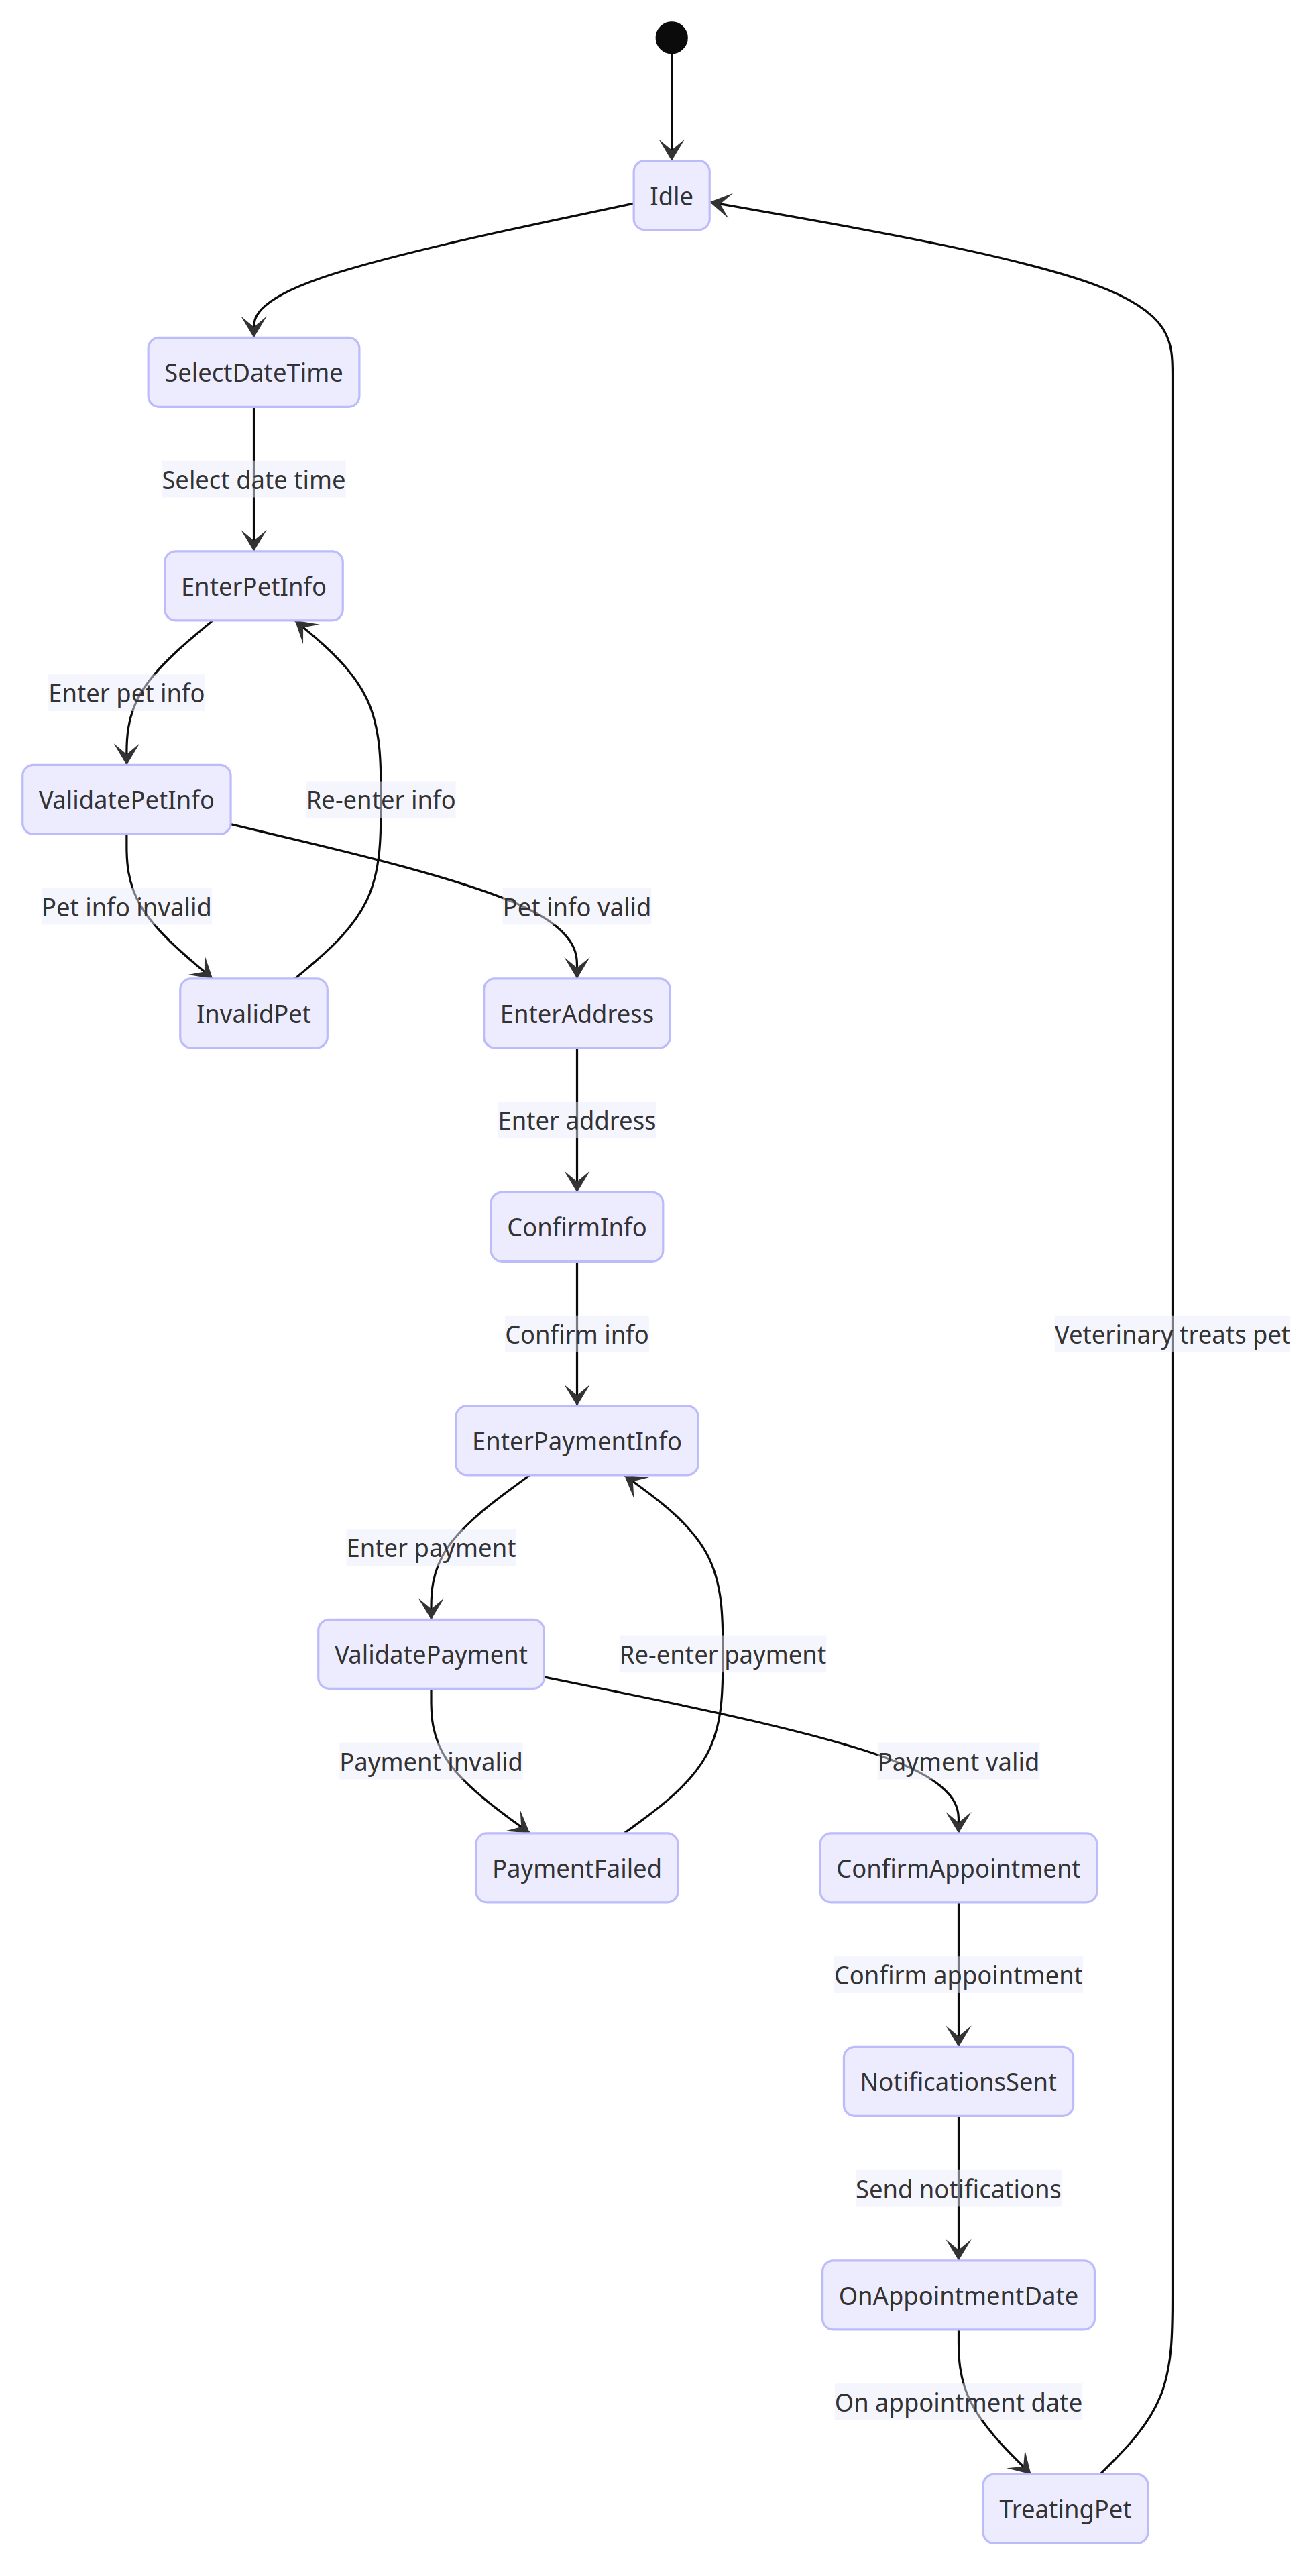 Idle
SelectDateTime
Select date time
EnterPetInfo
Enter pet info
ValidatePetInfo
Re-enter info
Pet info invalid
Pet info valid
InvalidPet
EnterAddress
Enter address
ConfirmInfo
Confirm info
Veterinary treats pet
EnterPaymentInfo
Enter payment
ValidatePayment
Re-enter payment
Payment invalid
Payment valid
PaymentFailed
ConfirmAppointment
Confirm appointment
NotificationsSent
Send notifications
OnAppointmentDate
On appointment date
TreatingPet